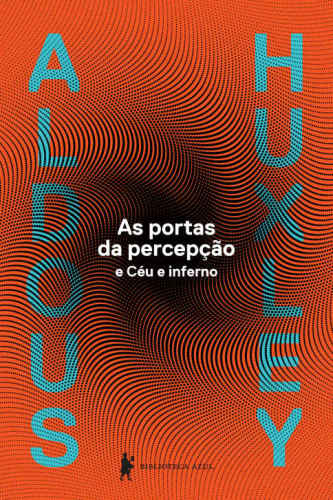 ALDOUS
HUXLEY
As portas
da percepção
e Céu e inferno
BIBLIOTECA AZUL